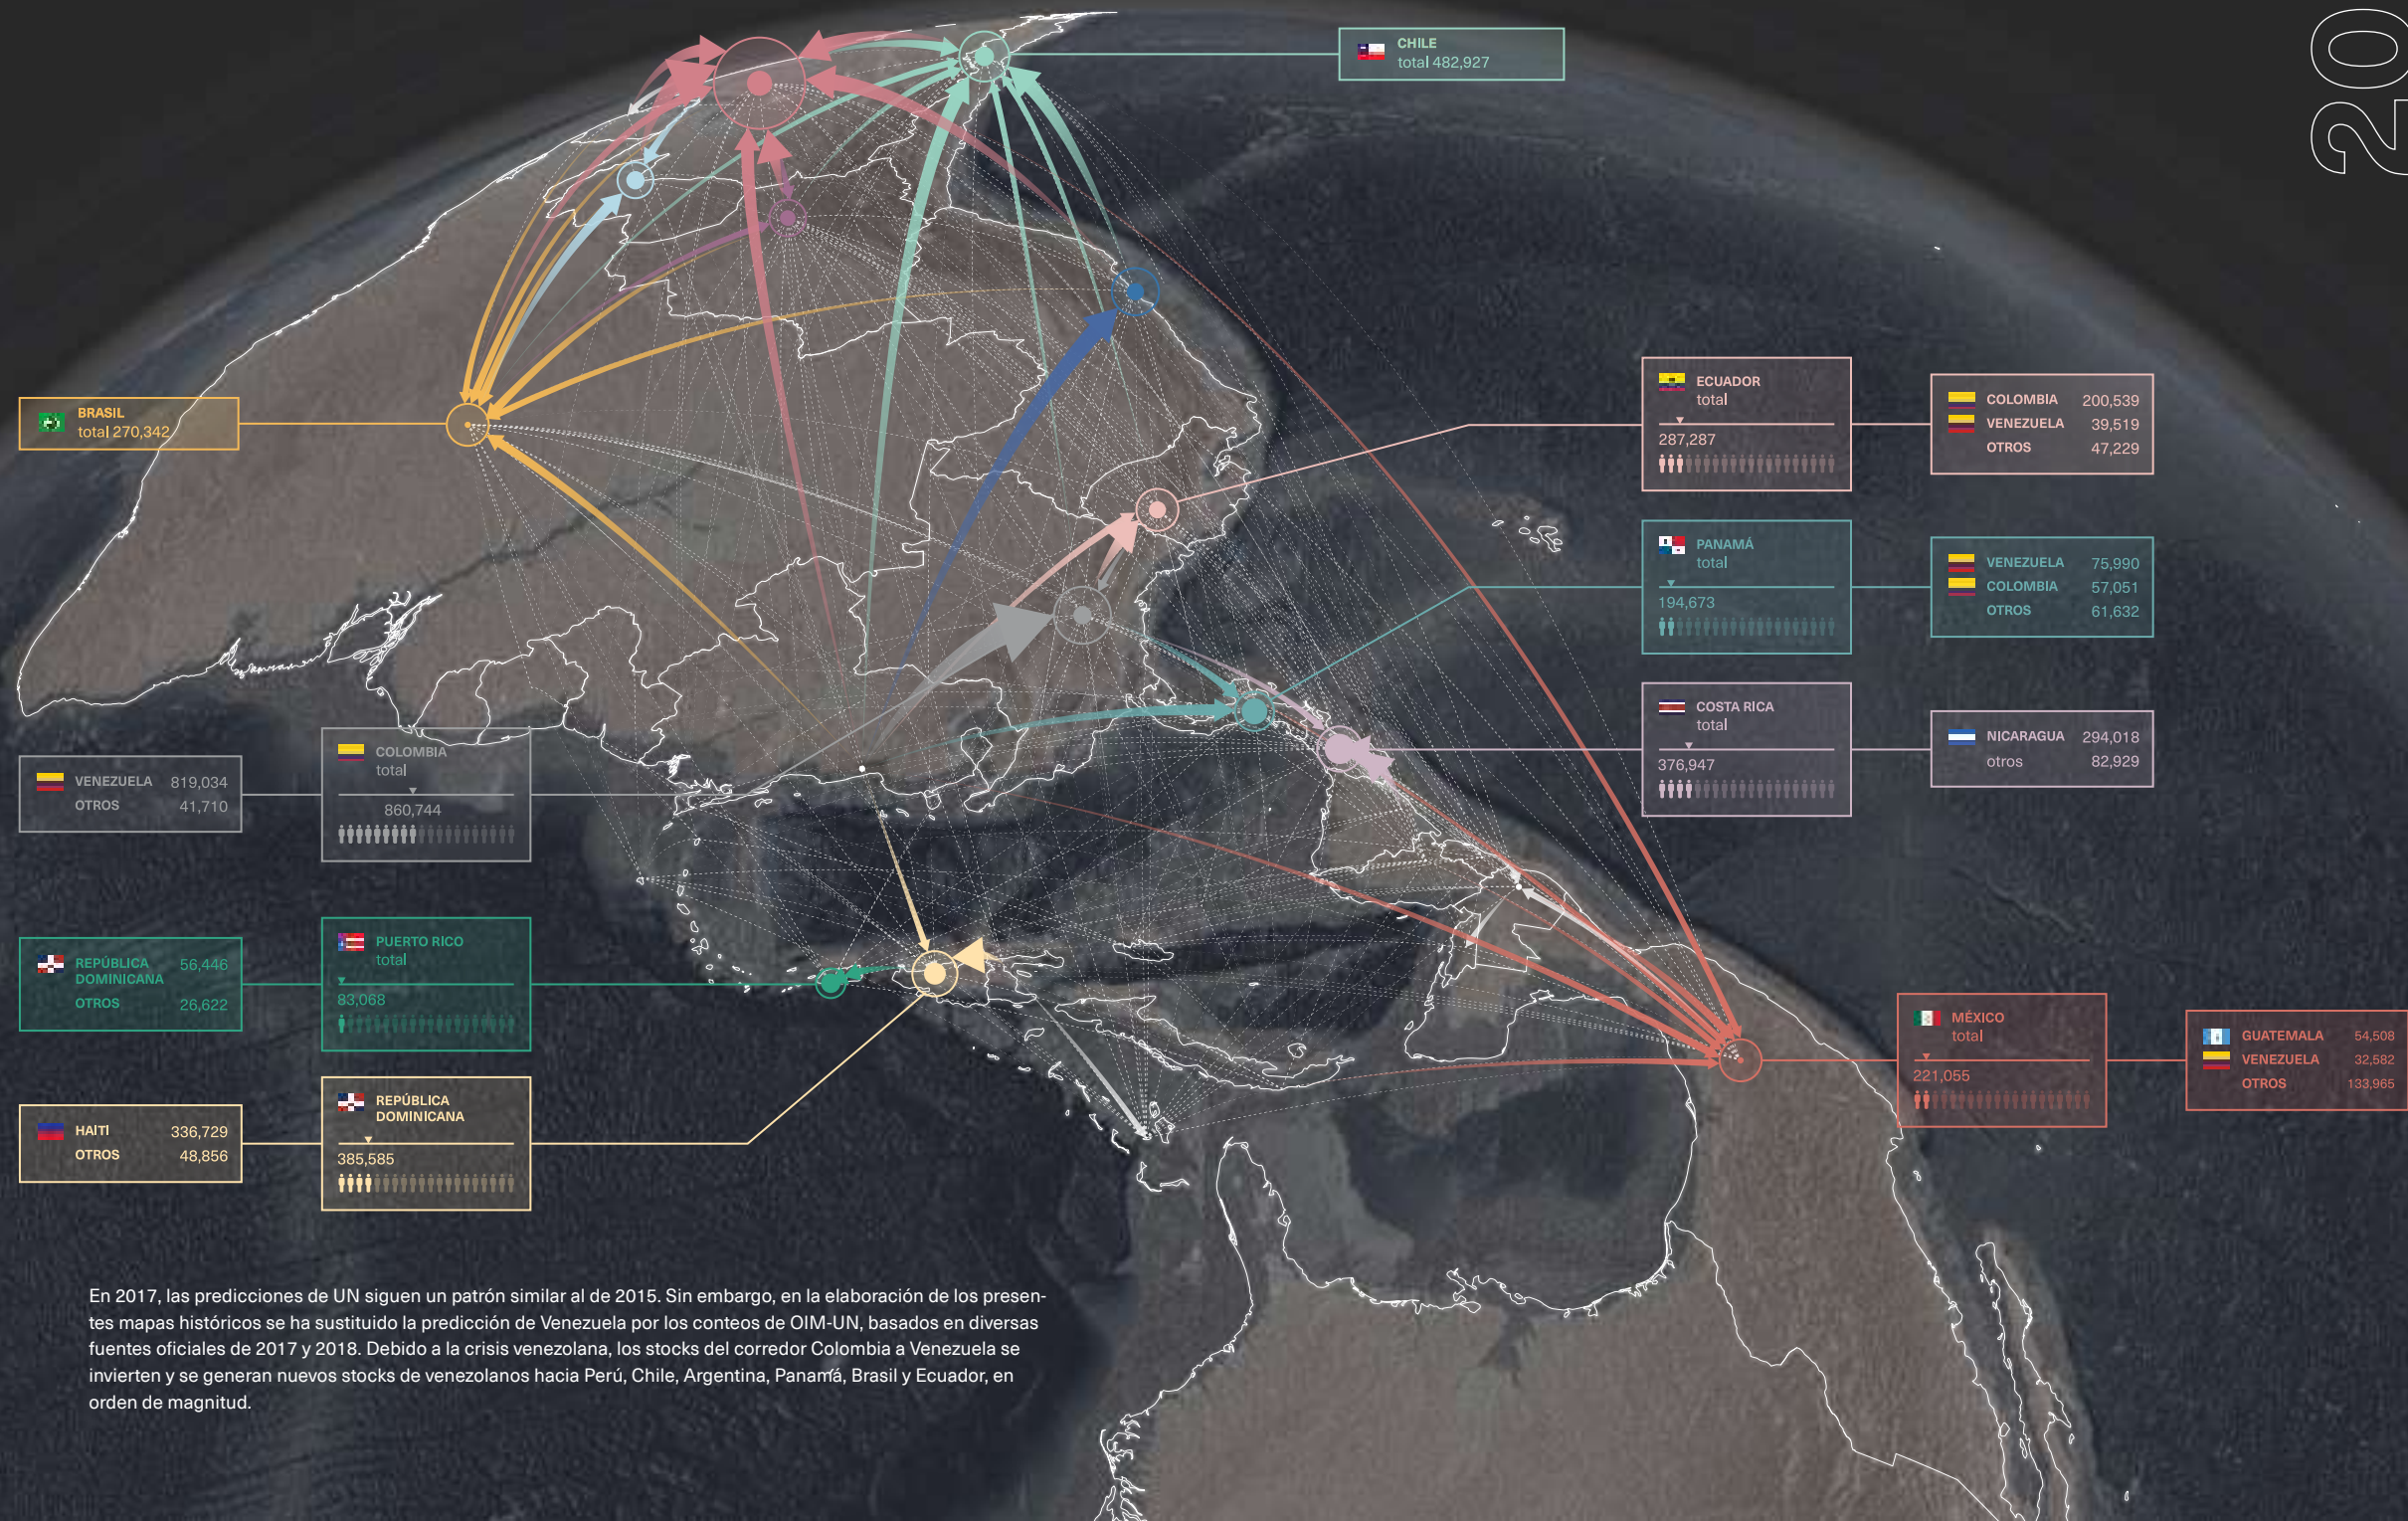 20
CHILE
total 482,927
BRASIL
total 270,342
ECUADOR
total
287,287
COLOMBIA 200,539
VENEZUELA 39,519
OTROS 47,229
PANAMÁ
total
194,673
VENEZUELA 75,990
COLOMBIA 57,051
OTROS 61,632
COSTA RICA
total
376,947
NICARAGUA 294,018
otros 82,929
VENEZUELA 819,034
OTROS 41,710
COLOMBIA
total
860,744
REPÚBLICA 56,446
DOMINICANA
OTROS 26,622
PUERTO RICO
total
83,068
MÉXICO
total
221,055
GUATEMALA 54,508
VENEZUELA 32,582
OTROS 133,965
HAITI 336,729
OTROS 48,856
REPÚBLICA
DOMINICANA
385,585
En 2017, las predicciones de UN siguen un patrón similar al de 2015. Sin embargo, en la elaboración de los presen-
tes mapas históricos se ha sustituido la predicción de Venezuela por los conteos de OIM-UN, basados en diversas
fuentes oficiales de 2017 y 2018. Debido a la crisis venezolana, los stocks del corredor Colombia a Venezuela se
invierten y se generan nuevos stocks de venezolanos hacia Perú, Chile, Argentina, Panamá, Brasil y Ecuador, en
orden de magnitud.